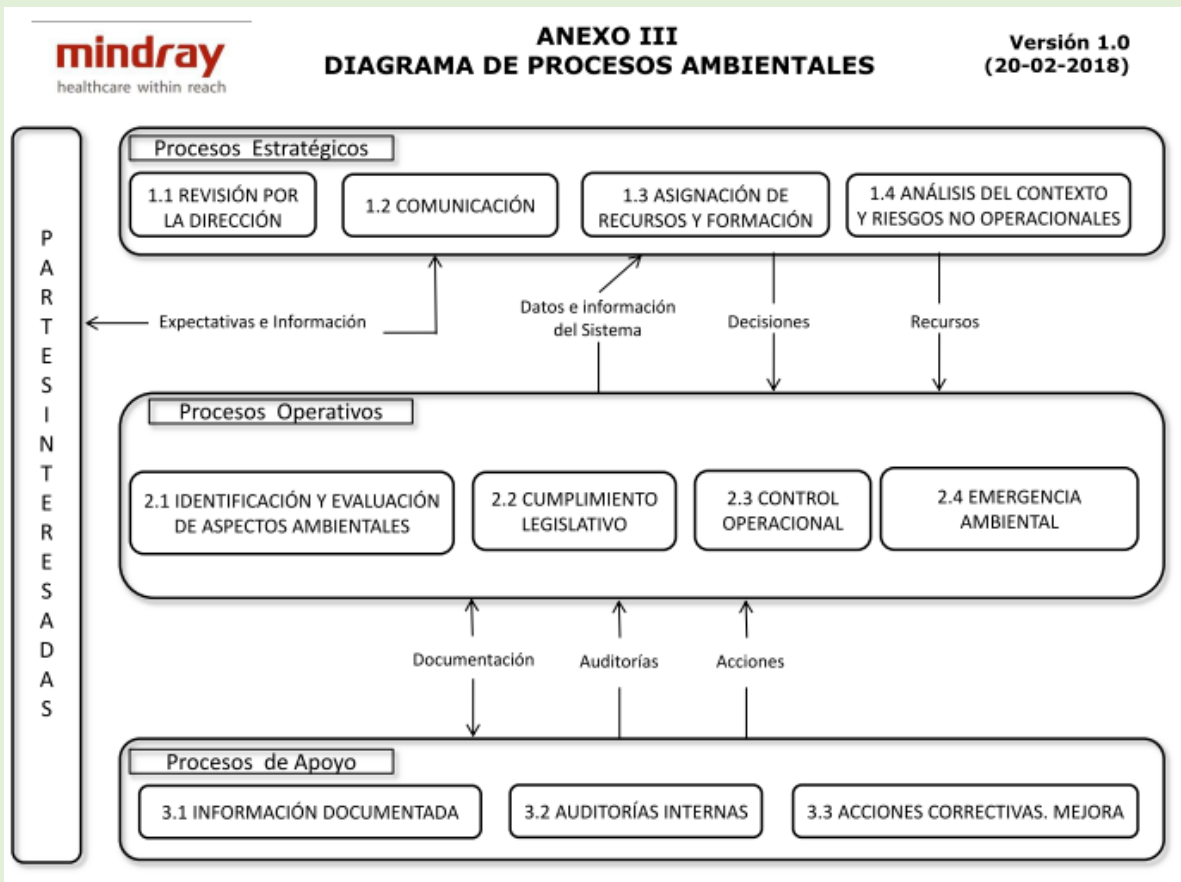 mindray
healthcare within reach
ANEXO III
DIAGRAMA DE PROCESOS AMBIENTALES
Versión 1.0
(20-02-2018)
PARTES INTERESADAS
Procesos Estratégicos
1.1 REVISIÓN POR
LA DIRECCIÓN
1.2 COMUNICACIÓN
1.3 ASIGNACIÓN DE
RECURSOS Y FORMACIÓN
1.4 ANÁLISIS DEL CONTEXTO
Y RIESGOS NO OPERACIONALES
Expectativas e Información
Datos e información
del Sistema
Decisiones
Recursos
Procesos Operativos
2.1 IDENTIFICACIÓN Y EVALUACIÓN
DE ASPECTOS AMBIENTALES
2.2 CUMPLIMIENTO
LEGISLATIVO
2.3 CONTROL
OPERACIONAL
2.4 EMERGENCIA
AMBIENTAL
Documentación
Auditorías
Acciones
Procesos de Apoyo
3.1 INFORMACIÓN DOCUMENTADA
3.2 AUDITORÍAS INTERNAS
3.3 ACCIONES CORRECTIVAS. MEJORA